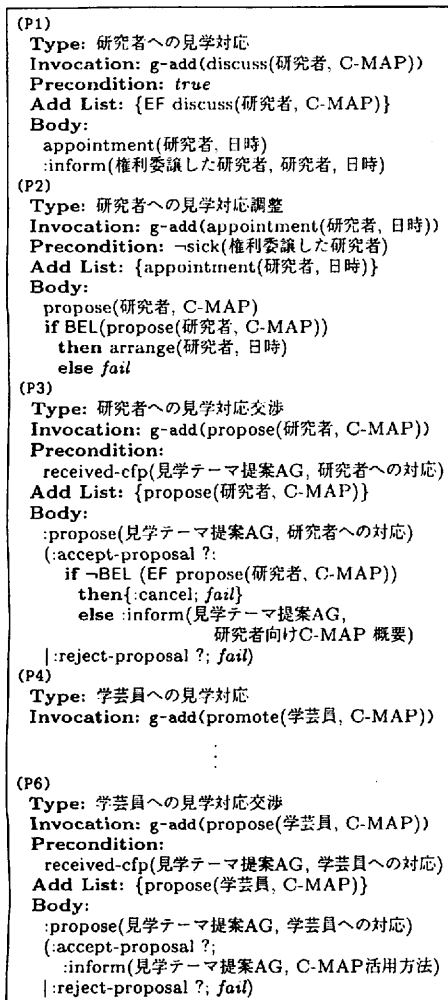 (P1)
Type: 研究者への見学対応
Invocation: g-add(discuss(研究者, C-MAP))
Precondition: true
Add List: {EF discuss(研究者, C-MAP)}
Body:
appointment(研究者, 日時)
:inform(権利委譲した研究者, 研究者, 日時)
(P2)
Type: 研究者への見学対応調整
Invocation: g-add(appointment(研究者, 日時))
Precondition: ¬sick(権利委譲した研究者)
Add List: {appointment(研究者, 日時)}
Body:
propose(研究者, C-MAP)
if BEL(propose(研究者, C-MAP))
then arrange(研究者, 日時)
else fail
(P3)
Type: 研究者への見学対応交渉
Invocation: g-add(propose(研究者, C-MAP))
Precondition:
received-cfp(見学テーマ提案AG, 研究者への対応)
Add List: {propose(研究者, C-MAP)}
Body:
:propose(見学テーマ提案AG, 研究者への対応)
(:accept-proposal ?;
if ¬BEL (EF propose(研究者, C-MAP))
then{:cancel; fail}
else :inform(見学テーマ提案AG,
研究者向けC-MAP 概要)
| :reject-proposal ?; fail)
(P4)
Type: 学芸員への見学対応
Invocation: g-add(promote(学芸員, C-MAP))
⋮
(P6)
Type: 学芸員への見学対応交渉
Invocation: g-add(propose(学芸員, C-MAP))
Precondition:
received-cfp(見学テーマ提案AG, 学芸員への対応)
Add List: {propose(学芸員, C-MAP)}
Body:
:propose(見学テーマ提案AG, 学芸員への対応)
(:accept-proposal ?;
:inform(見学テーマ提案AG, C-MAP活用方法)
| :reject-proposal ?; fail)